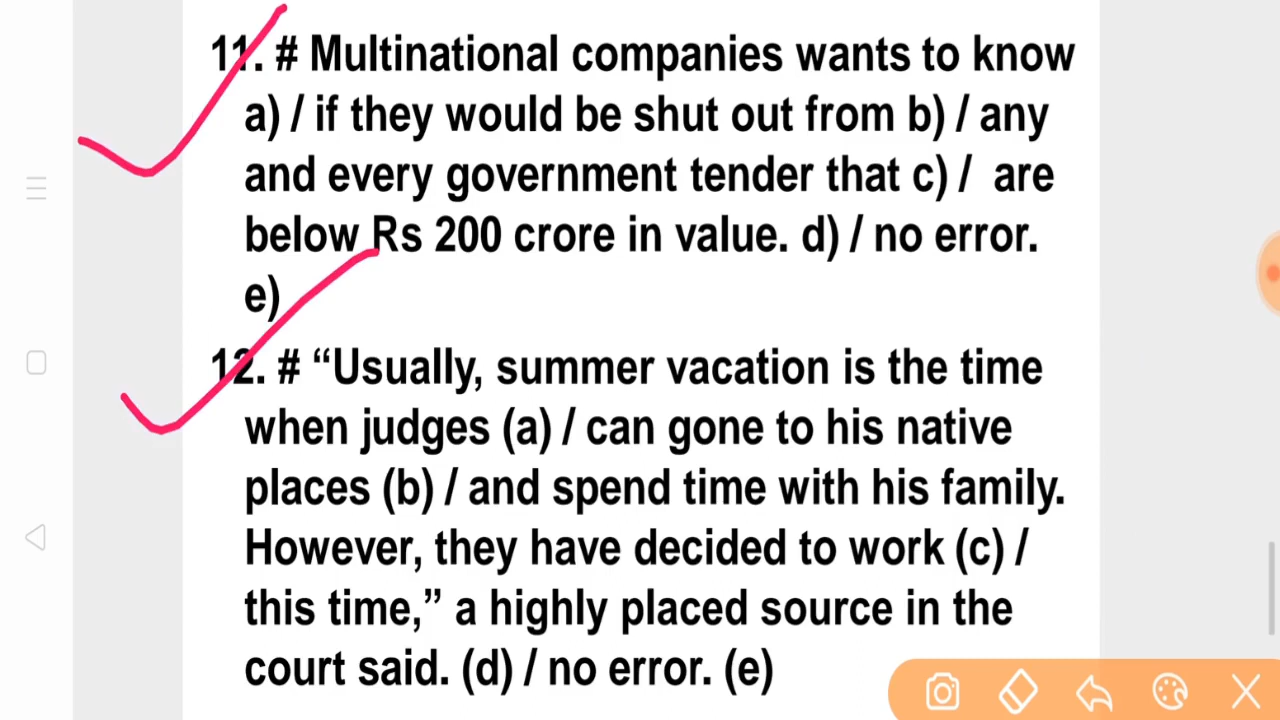 11. # Multinational companies wants to know
a) / if they would be shut out from b) / any
and every government tender that c) /  are
below Rs 200 crore in value. d) / no error.
e)
12. # “Usually, summer vacation is the time
when judges (a) / can gone to his native
places (b) / and spend time with his family.
However, they have decided to work (c) /
this time,” a highly placed source in the
court said. (d) / no error. (e)